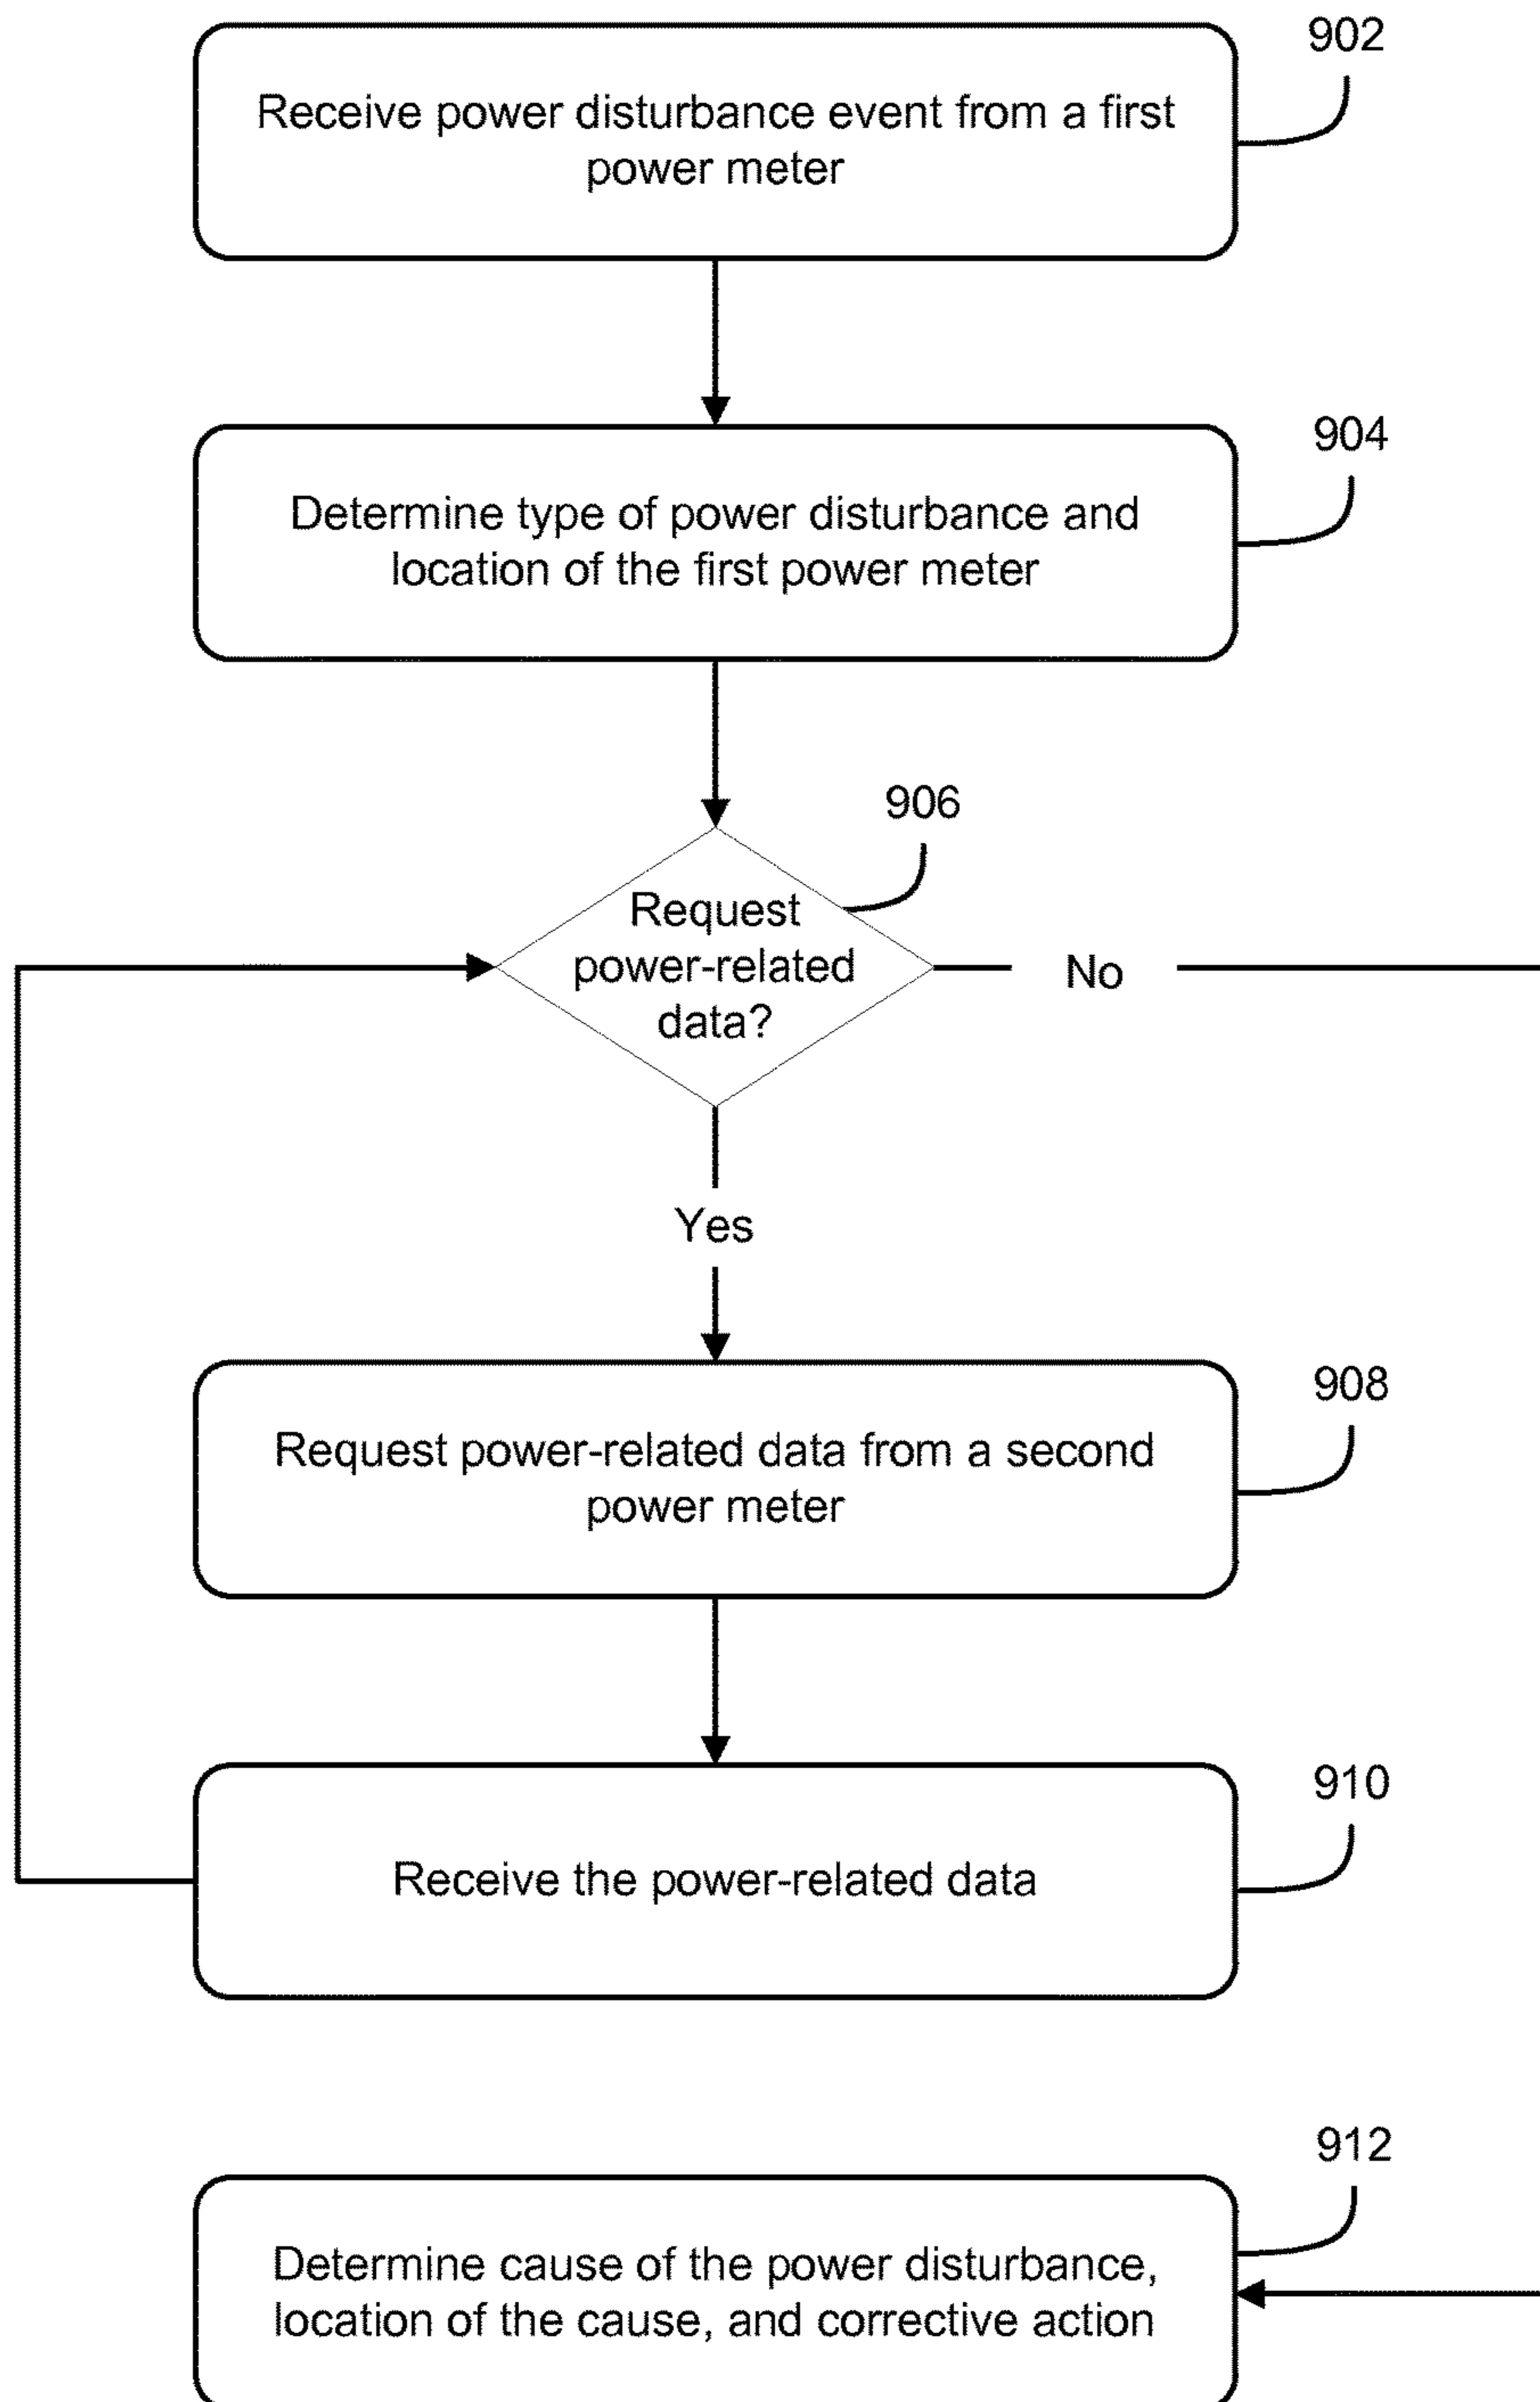 902
Receive power disturbance event from a first
power meter
904
Determine type of power disturbance and
location of the first power meter
906
Request
power-related
data?
No
Yes
908
Request power-related data from a second
power meter
910
Receive the power-related data
912
Determine cause of the power disturbance,
location of the cause, and corrective action